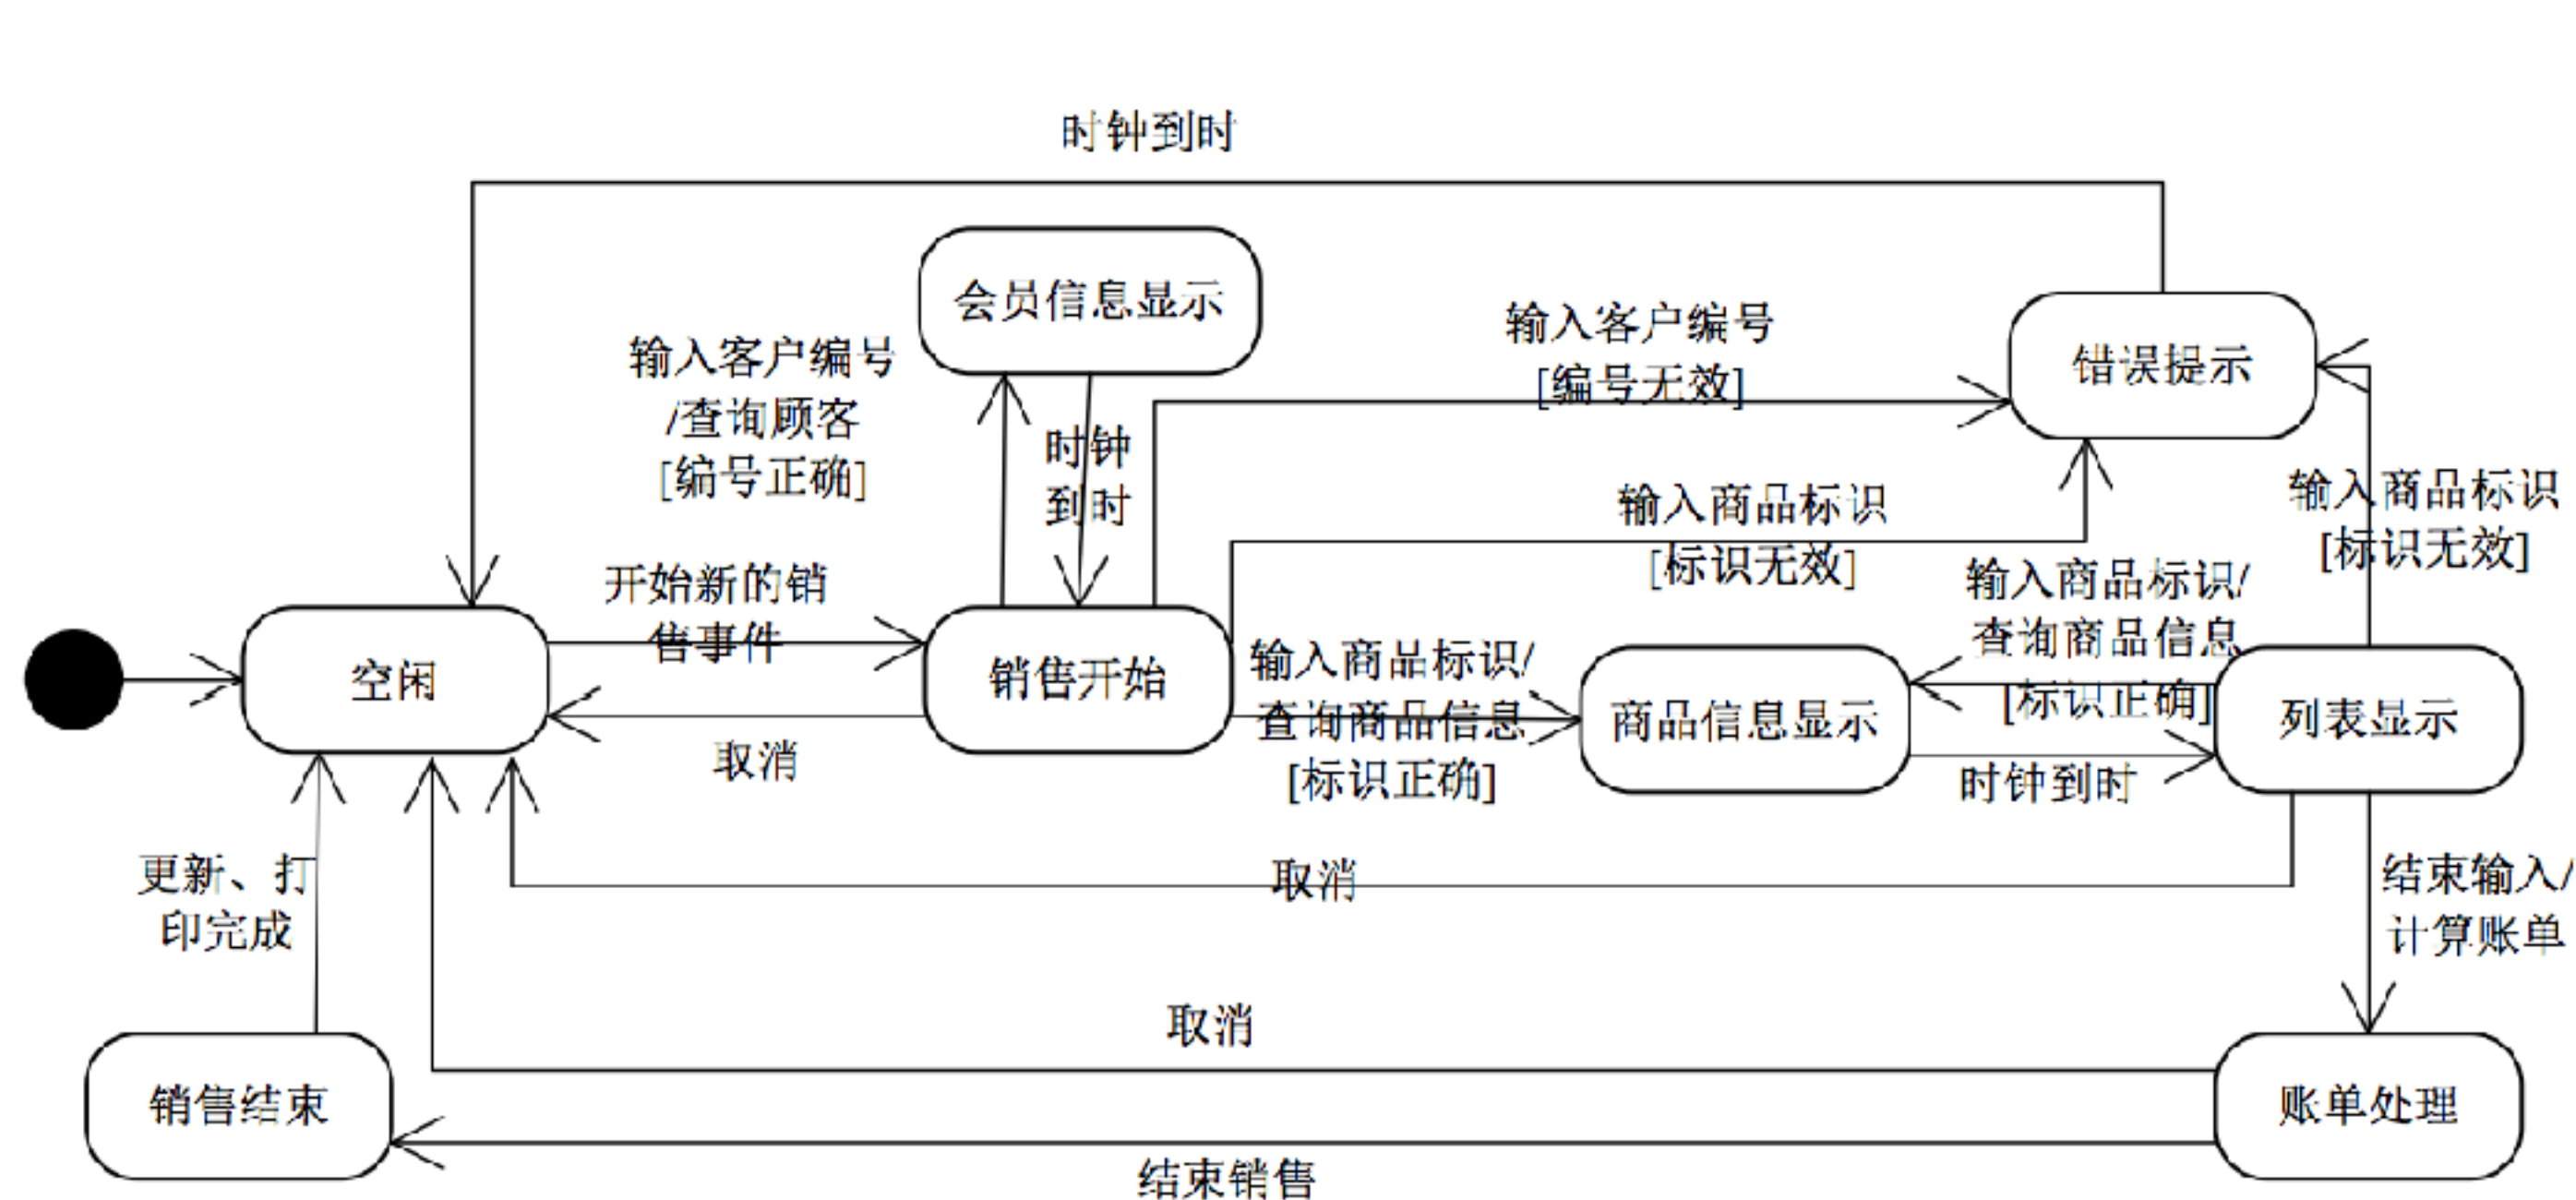 时钟到时
会员信息显示
输入客户编号
/查询顾客
[编号正确]
时钟
到时
输入客户编号
[编号无效]
错误提示
输入商品标识
[标识无效]
输入商品标识
[标识无效]
开始新的销
售事件
空闲
取消
销售开始
输入商品标识/
查询商品信息
[标识正确]
商品信息显示
输入商品标识/
查询商品信息
[标识正确]
时钟到时
列表显示
更新、打
印完成
取消
结束输入/
计算账单
取消
销售结束
账单处理
结束销售